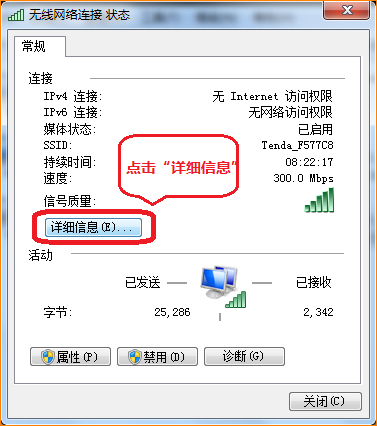 无线网络连接 状态
常规
连接
IPv4 连接: 无 Internet 访问权限
IPv6 连接: 无网络访问权限
媒体状态: 已启用
SSID: Tenda_F577C8
持续时间: 08:22:17
速度: 300.0 Mbps
信号质量:
点击“详细信息”
详细信息(E)...
活动
已发送 — — 已接收
字节: 25,286 | 2,342
属性(P) 禁用(D) 诊断(G)
关闭(C)